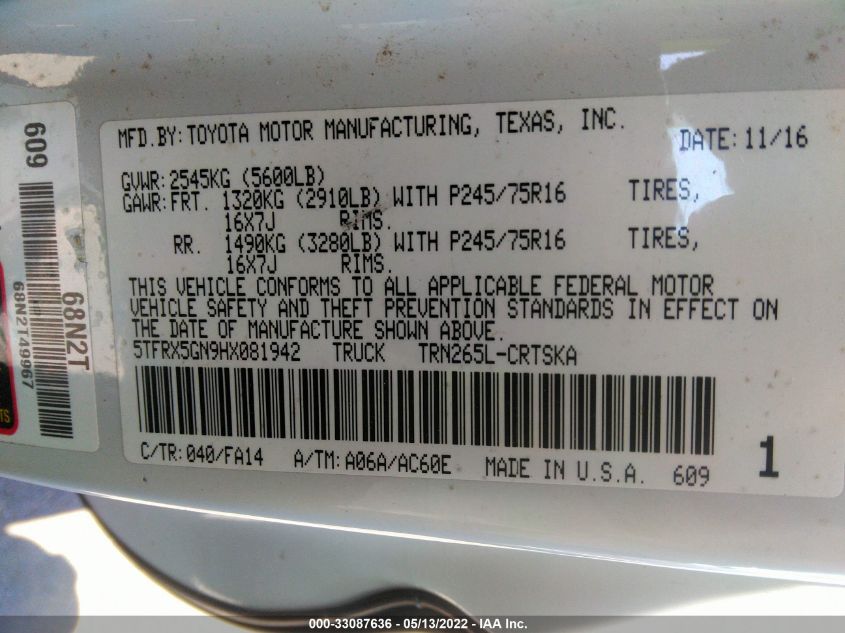 MFD.BY:TOYOTA MOTOR MANUFACTURING, TEXAS, INC. DATE:11/16
GVWR:2545KG (5600LB)
GAWR:FRT. 1320KG (2910LB) WITH P245/75R16 TIRES,
16X7J RIMS.
RR. 1490KG (3280LB) WITH P245/75R16 TIRES,
16X7J RIMS.
THIS VEHICLE CONFORMS TO ALL APPLICABLE FEDERAL MOTOR
VEHICLE SAFETY AND THEFT PREVENTION STANDARDS IN EFFECT ON
THE DATE OF MANUFACTURE SHOWN ABOVE.
5TFRX5GN9HX081942 TRUCK TRN265L-CRTSKA
C/TR:040/FA14 A/TM:A06A/AC60E MADE IN U.S.A. 609 1
609
68N2T
68N2T49967
TS
000-33087636 - 05/13/2022 - IAA Inc.